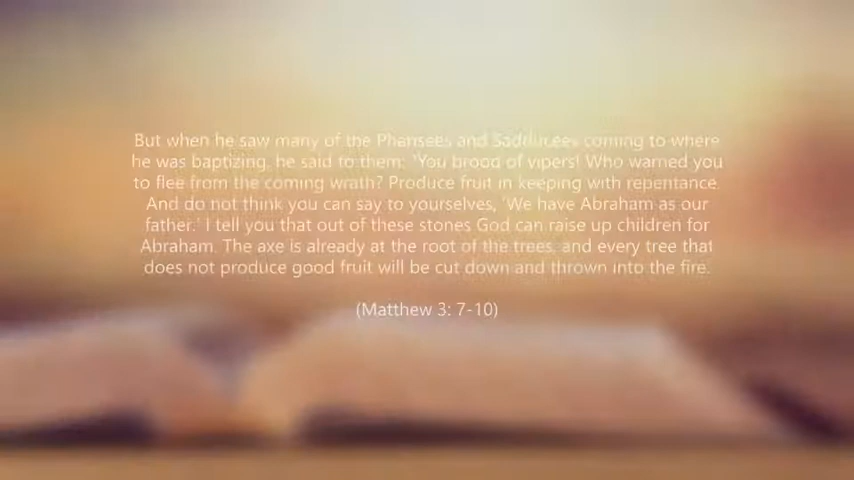 But when he saw many of the Pharisees and Sadducees coming to where
he was baptizing, he said to them: 'You brood of vipers! Who warned you
to flee from the coming wrath? Produce fruit in keeping with repentance.
And do not think you can say to yourselves, 'We have Abraham as our
father.' I tell you that out of these stones God can raise up children for
Abraham. The axe is already at the root of the trees, and every tree that
does not produce good fruit will be cut down and thrown into the fire.
(Matthew 3: 7-10)